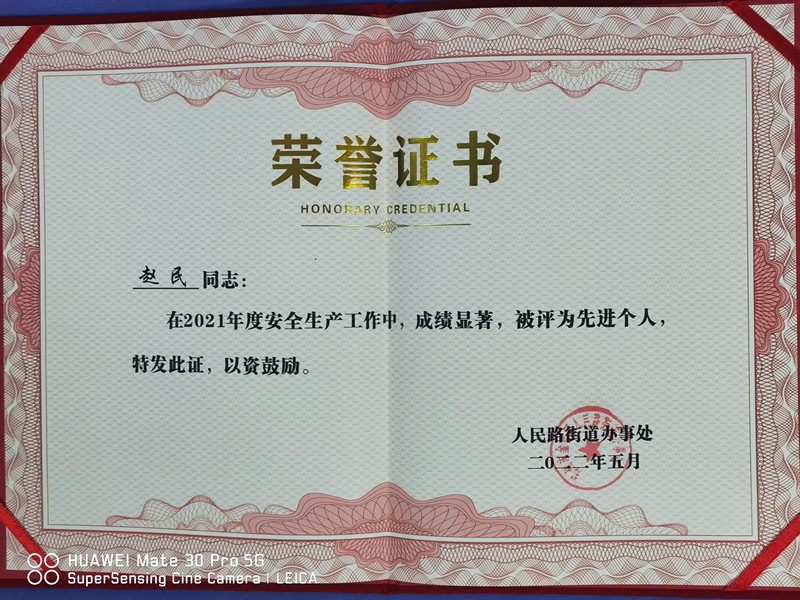 荣誉证书
HONORARY CREDENTIAL
赵民同志：
在2021年度安全生产工作中，成绩显著，被评为先进个人，
特发此证，以资鼓励。
人民路街道办事处
二〇二二年五月
HUAWEI Mate 30 Pro 5G
SuperSensing Cine Camera | LEICA